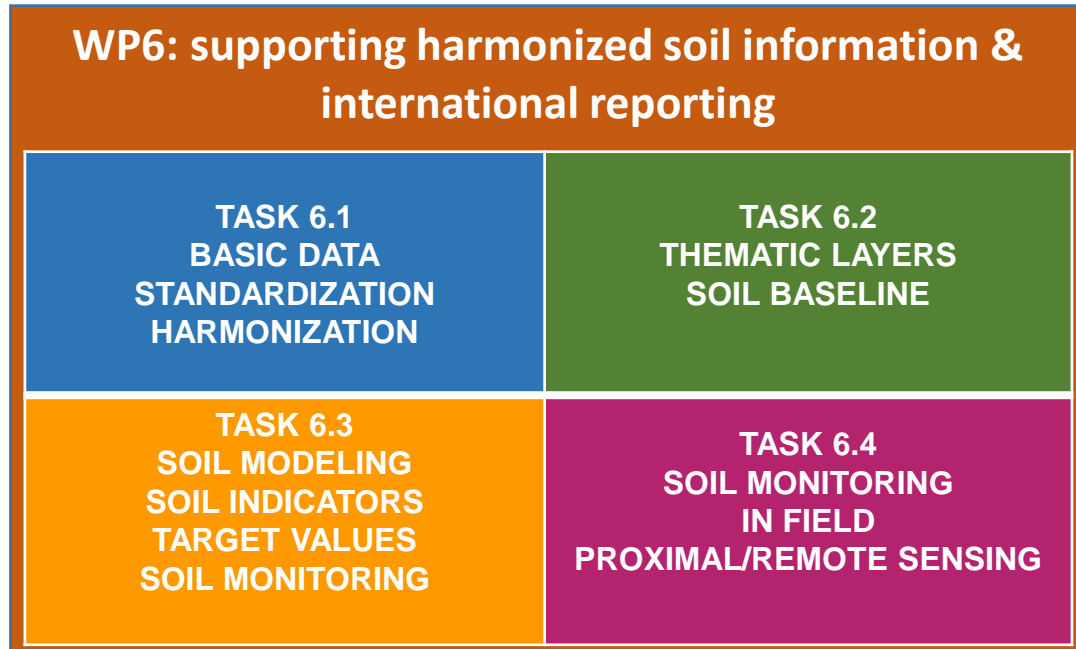 WP6: supporting harmonized soil information &
international reporting
TASK 6.1
BASIC DATA
STANDARDIZATION
HARMONIZATION
TASK 6.2
THEMATIC LAYERS
SOIL BASELINE
TASK 6.3
SOIL MODELING
SOIL INDICATORS
TARGET VALUES
SOIL MONITORING
TASK 6.4
SOIL MONITORING
IN FIELD
PROXIMAL/REMOTE SENSING